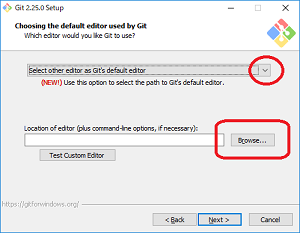 Git 2.25.0 Setup
Choosing the default editor used by Git
Which editor would you like Git to use?
Select other editor as Git's default editor
(NEW!) Use this option to select the path to Git's default editor.
Location of editor (plus command-line options, if necessary):
Browse...
Test Custom Editor
https://gitforwindows.org/
< Back
Next >
Cancel